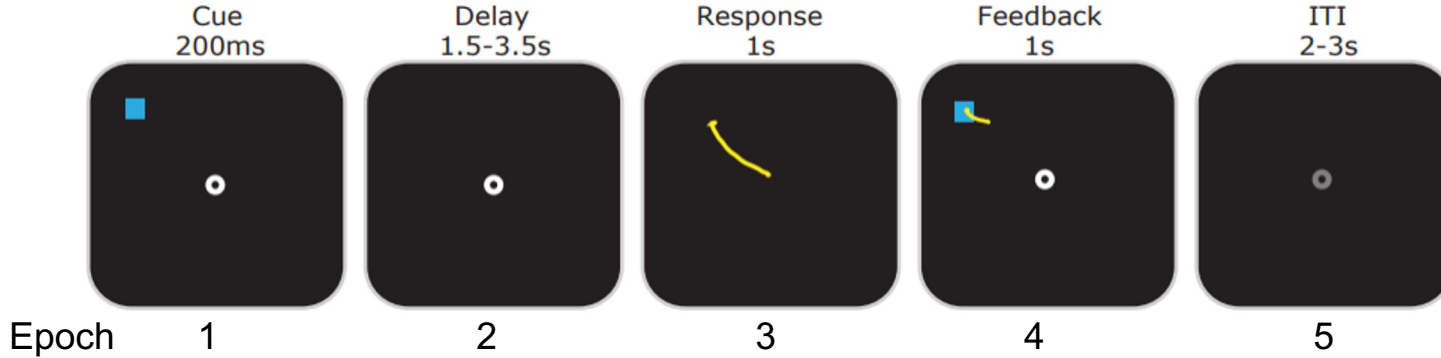 Cue Delay Response Feedback ITI
200ms 1.5-3.5s 1s 1s 2-3s
Epoch 1 2 3 4 5